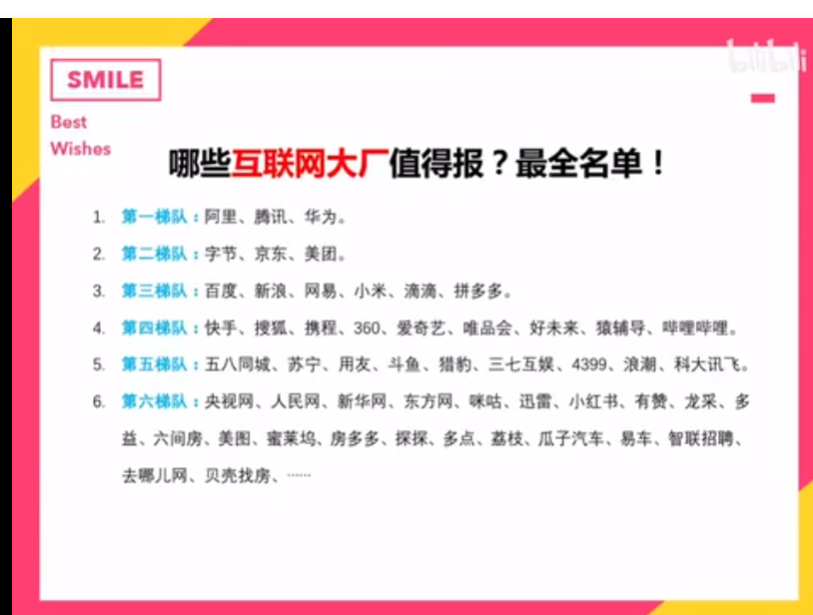 bilibili
SMILE
Best
Wishes
哪些互联网大厂值得报？最全名单！
1. 第一梯队：阿里、腾讯、华为。
2. 第二梯队：字节、京东、美团。
3. 第三梯队：百度、新浪、网易、小米、滴滴、拼多多。
4. 第四梯队：快手、搜狐、携程、360、爱奇艺、唯品会、好未来、猿辅导、哔哩哔哩。
5. 第五梯队：五八同城、苏宁、用友、斗鱼、猎豹、三七互娱、4399、浪潮、科大讯飞。
6. 第六梯队：央视网、人民网、新华网、东方网、咪咕、迅雷、小红书、有赞、龙采、多
益、六间房、美图、蜜莱坞、房多多、探探、多点、荔枝、瓜子汽车、易车、智联招聘、
去哪儿网、贝壳找房、……